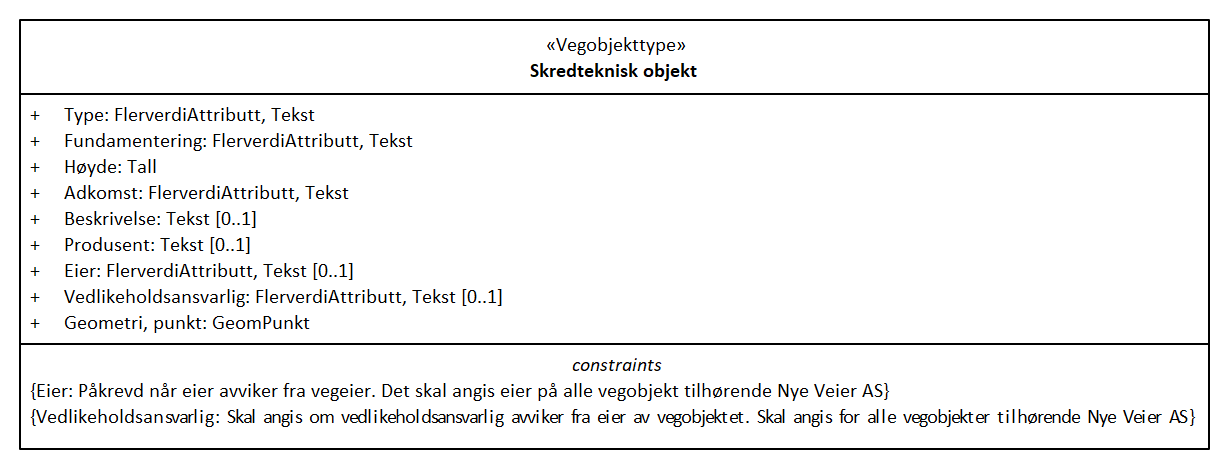 «Vegobjekttype»
Skredteknisk objekt
+ Type: FlerverdiAttributt, Tekst
+ Fundamentering: FlerverdiAttributt, Tekst
+ Høyde: Tall
+ Adkomst: FlerverdiAttributt, Tekst
+ Beskrivelse: Tekst [0..1]
+ Produsent: Tekst [0..1]
+ Eier: FlerverdiAttributt, Tekst [0..1]
+ Vedlikeholdsansvarlig: FlerverdiAttributt, Tekst [0..1]
+ Geometri, punkt: GeomPunkt
constraints
{Eier: Påkrevd når eier avviker fra vegeier. Det skal angis eier på alle vegobjekt tilhørende Nye Veier AS}
{Vedlikeholdsansvarlig: Skal angis om vedlikeholdsansvarlig avviker fra eier av vegobjektet. Skal angis for alle vegobjekter tilhørende Nye Veier AS}